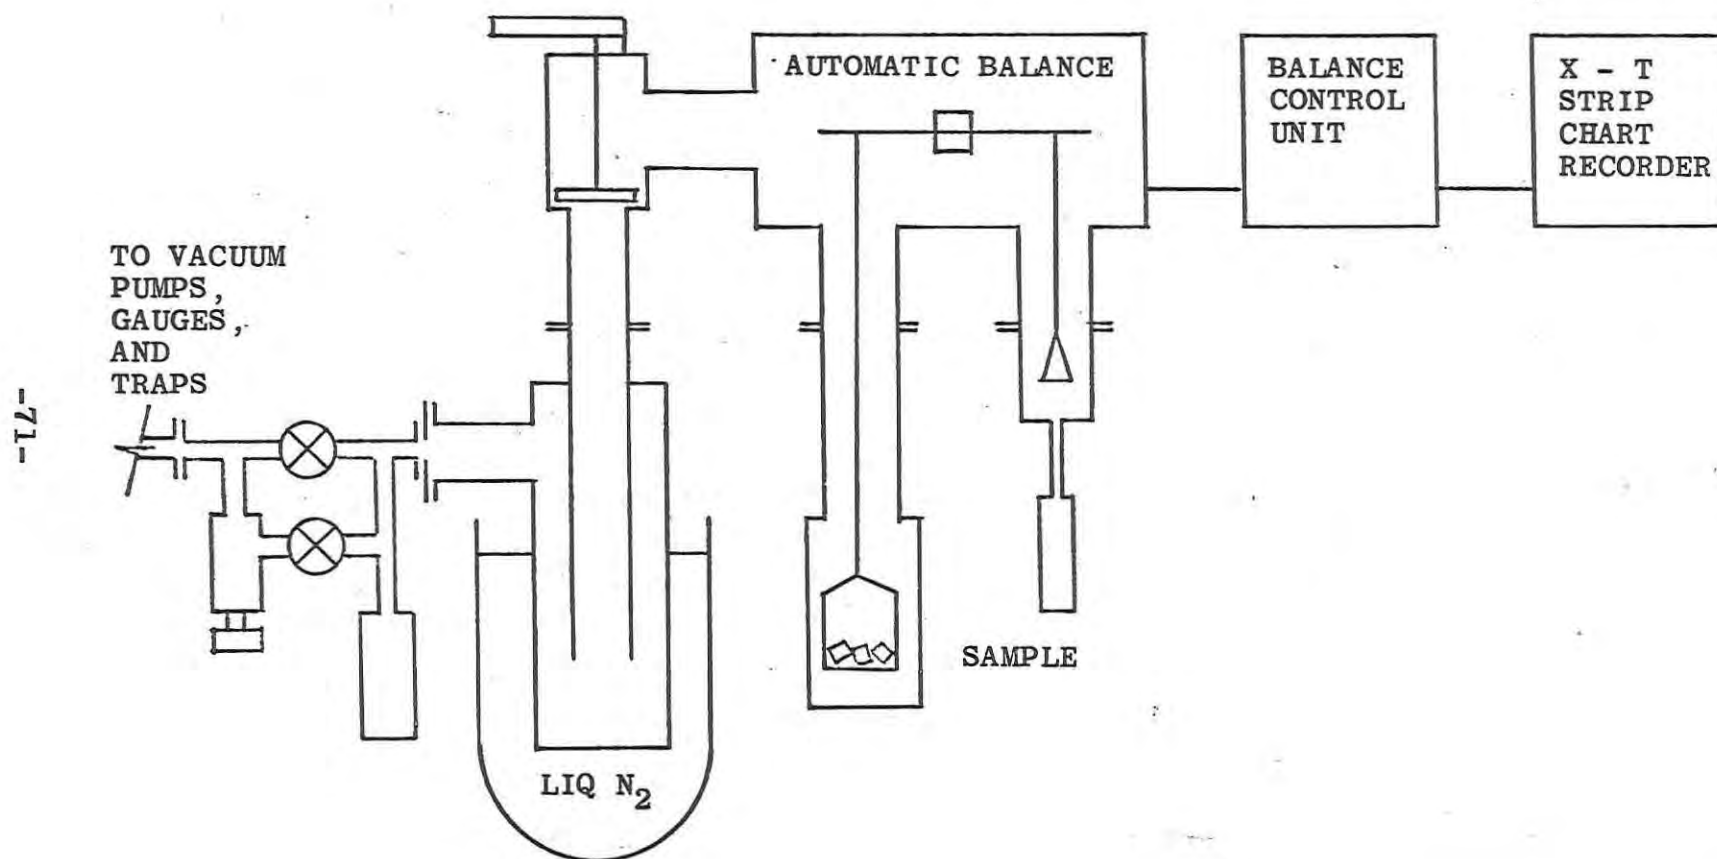 AUTOMATIC BALANCE
BALANCE
CONTROL
UNIT
X - T
STRIP
CHART
RECORDER
TO VACUUM
PUMPS,
GAUGES,
AND
TRAPS
-71-
SAMPLE
LIQ N₂